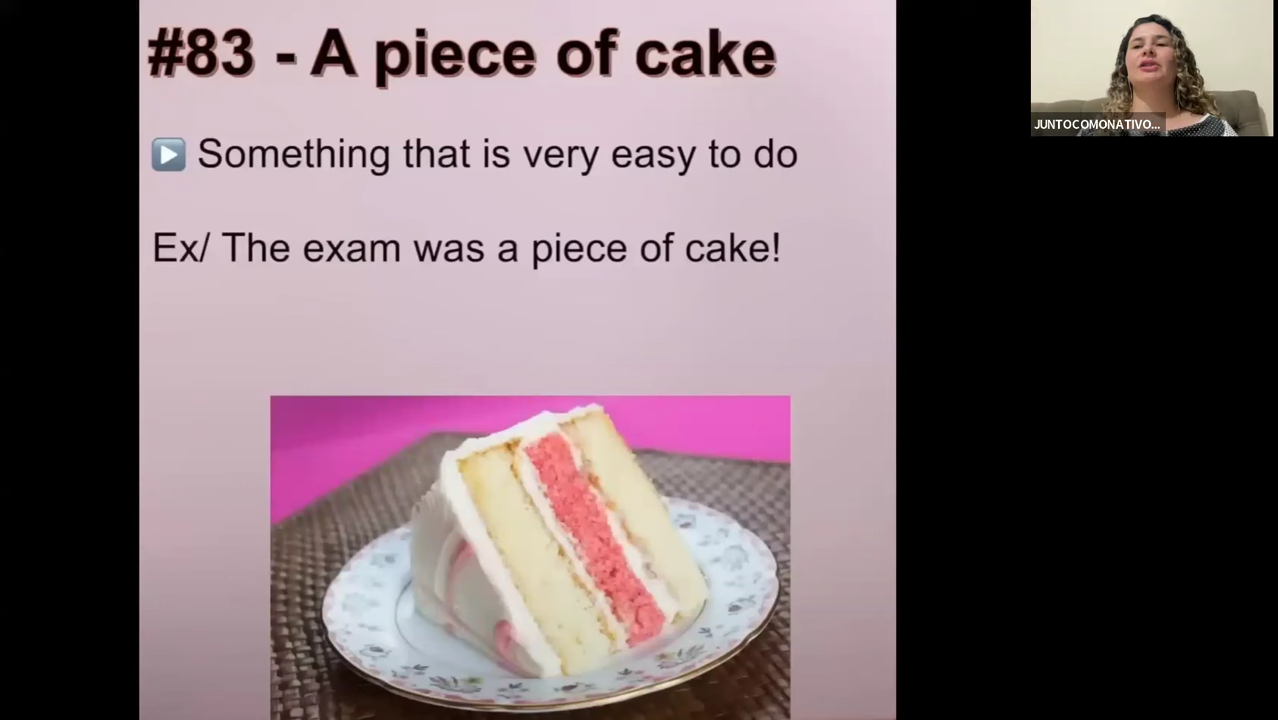 #83 - A piece of cake
Something that is very easy to do
Ex/ The exam was a piece of cake!
JUNTOCOMONATIVO...